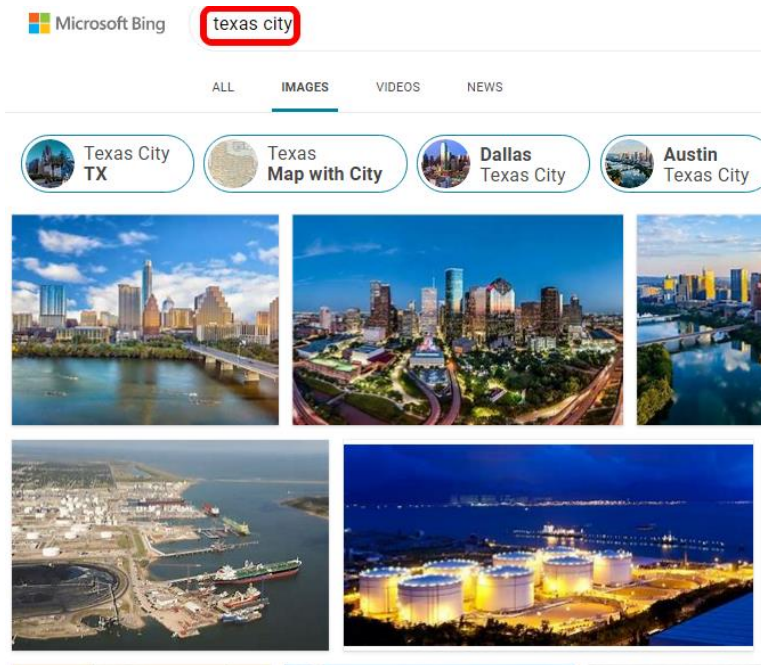 Microsoft Bing
texas city
ALL IMAGES VIDEOS NEWS
Texas City
TX
Texas
Map with City
Dallas
Texas City
Austin
Texas City